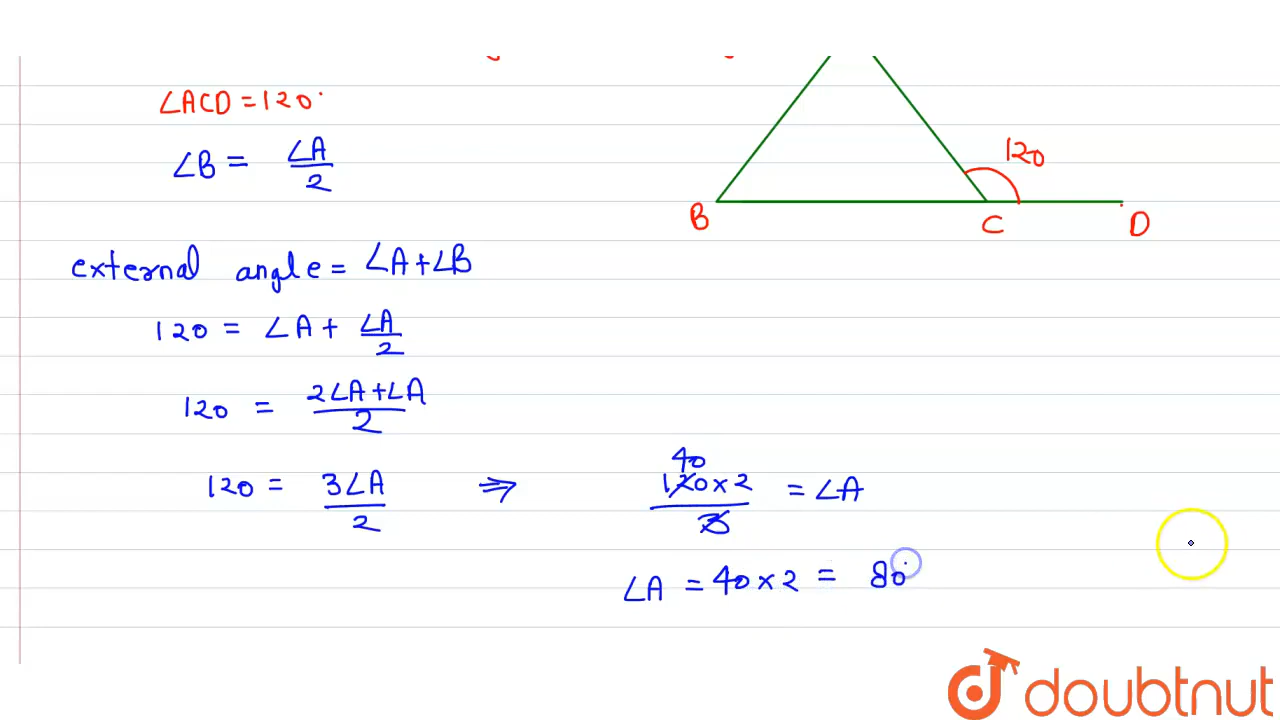 ∠ACD = 120°
∠B = ∠A/2
120
B
C
D
external angle = ∠A + ∠B
120 = ∠A + ∠A/2
120 = 2∠A + ∠A/2
120 = 3∠A/2 ⇒ 120 × 2/3 = ∠A
40
∠A = 40 × 2 = 80°
doubtnut